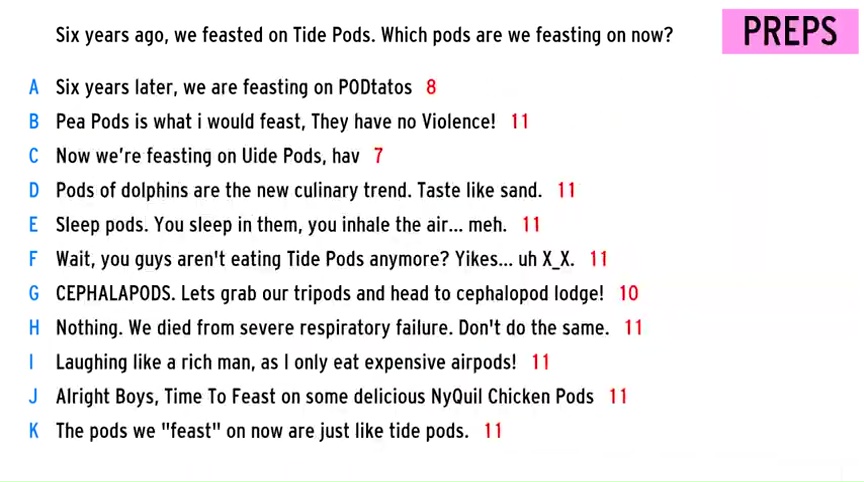 Six years ago, we feasted on Tide Pods. Which pods are we feasting on now?
PREPS
A Six years later, we are feasting on PODtatos 8
B Pea Pods is what i would feast, They have no Violence! 11
C Now we're feasting on Uide Pods, hav 7
D Pods of dolphins are the new culinary trend. Taste like sand. 11
E Sleep pods. You sleep in them, you inhale the air... meh. 11
F Wait, you guys aren't eating Tide Pods anymore? Yikes... uh X_X. 11
G CEPHALAPODS. Lets grab our tripods and head to cephalopod lodge! 10
H Nothing. We died from severe respiratory failure. Don't do the same. 11
I Laughing like a rich man, as I only eat expensive airpods! 11
J Alright Boys, Time To Feast on some delicious NyQuil Chicken Pods 11
K The pods we "feast" on now are just like tide pods. 11